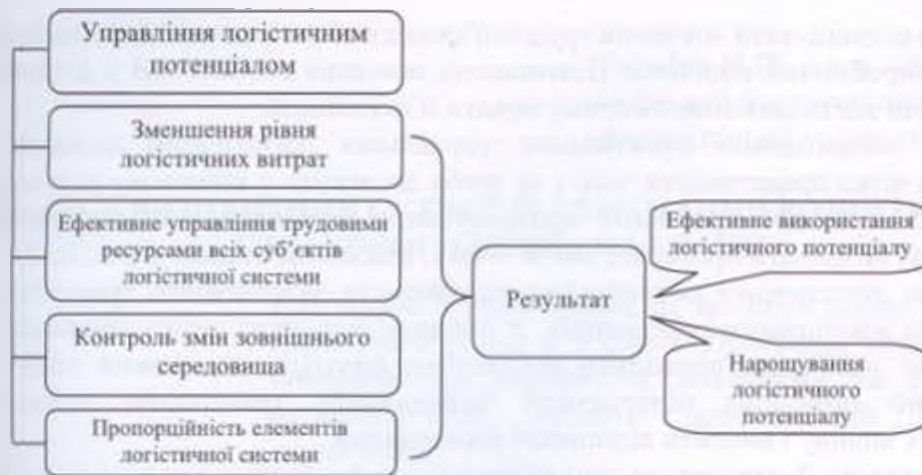 Управління логістичним
потенціалом
Зменшення рівня
логістичних витрат
Ефективне управління трудовими
ресурсами всіх суб’єктів
логістичної системи
Контроль змін зовнішнього
середовища
Пропорційність елементів
логістичної системи
Результат
Ефективне використання
логістичного потенціалу
Нарощування
логістичного
потенціалу